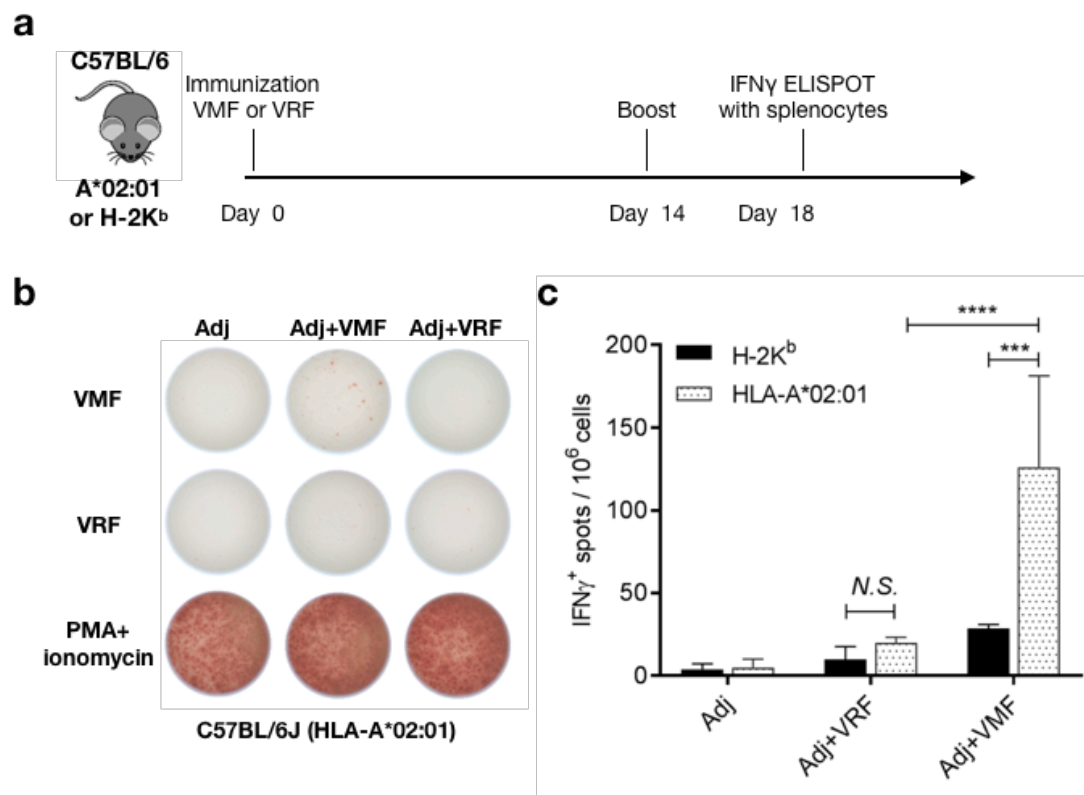 a
C57BL/6
A*02:01
or H-2Kᵇ
Immunization
VMF or VRF
Boost
IFNγ ELISPOT
with splenocytes
Day 0
Day 14
Day 18
b
Adj
Adj+VMF
Adj+VRF
VMF
VRF
PMA+
ionomycin
C57BL/6J (HLA-A*02:01)
c
IFNγ⁺ spots / 10⁶ cells
200
150
100
50
0
H-2Kᵇ
HLA-A*02:01
N.S.
****
***
Adj
Adj+VRF
Adj+VMF